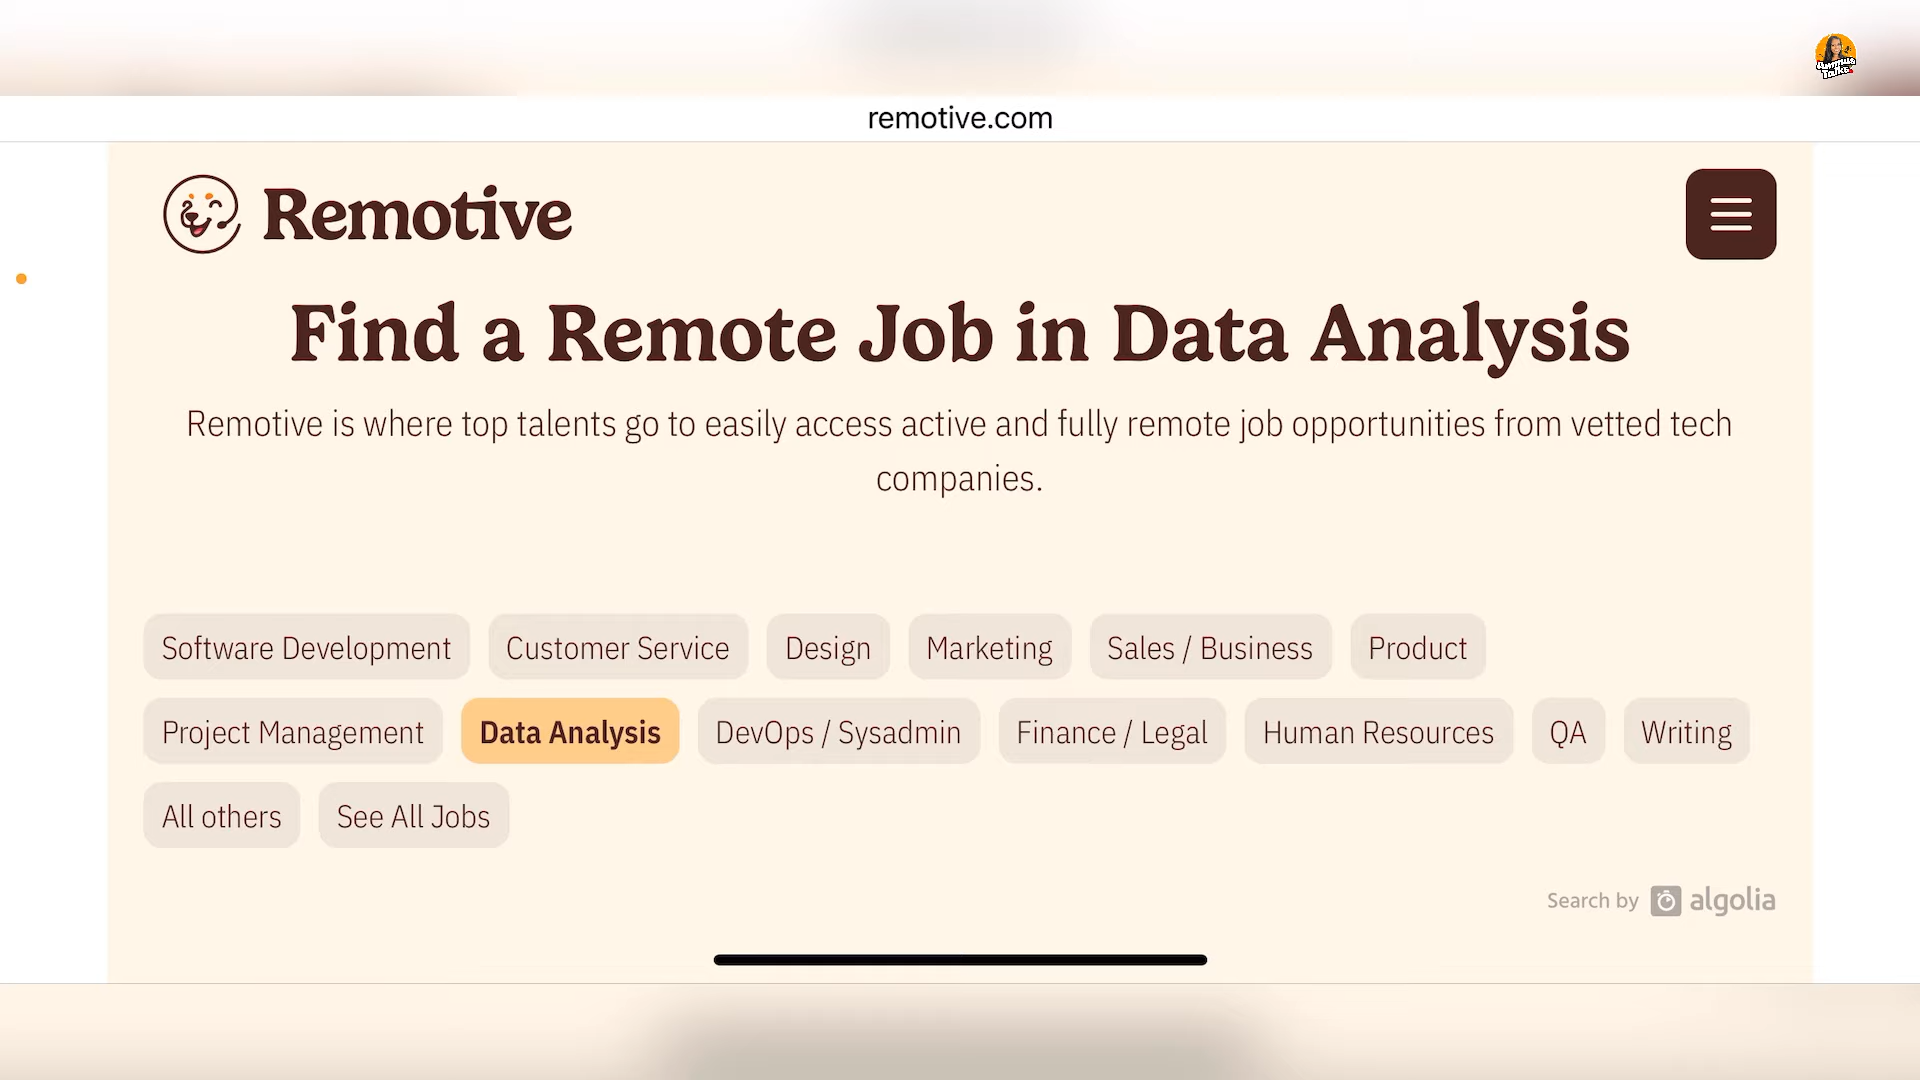 remotive.com
Remotive
Find a Remote Job in Data Analysis
Remotive is where top talents go to easily access active and fully remote job opportunities from vetted tech
companies.
Software Development Customer Service Design Marketing Sales / Business Product
Project Management Data Analysis DevOps / Sysadmin Finance / Legal Human Resources QA Writing
All others See All Jobs
Search by algolia